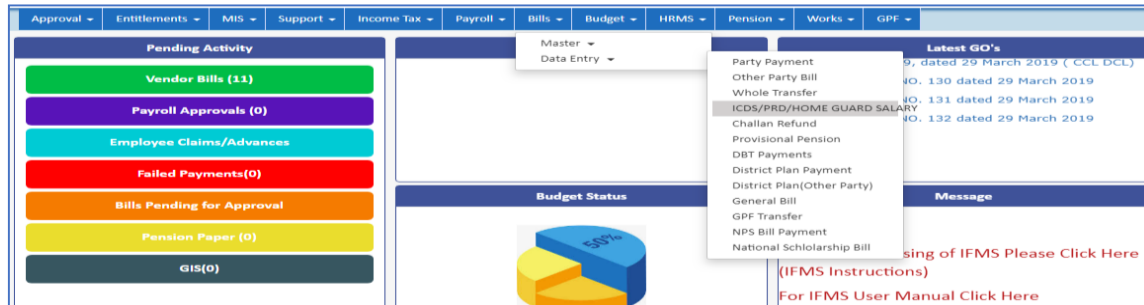 Approval Entitlements MIS Support Income Tax Payroll Bills Budget HRMS Pension Works GPF
Pending Activity
Vendor Bills (11)
Payroll Approvals (0)
Employee Claims/Advances
Failed Payments(0)
Bills Pending for Approval
Pension Paper (0)
GIS(0)
Master
Data Entry
Party Payment
Other Party Bill
Whole Transfer
ICDS/PRD/HOME GUARD SALARY
Challan Refund
Provisional Pension
DBT Payments
District Plan Payment
District Plan(Other Party)
General Bill
GPF Transfer
NPS Bill Payment
National Schlolarship Bill
Budget Status
50%
Latest GO's
9, dated 29 March 2019 ( CCL DCL)
NO. 130 dated 29 March 2019
NO. 131 dated 29 March 2019
NO. 132 dated 29 March 2019
Message
sing of IFMS Please Click Here
(IFMS Instructions)
For IFMS User Manual Click Here